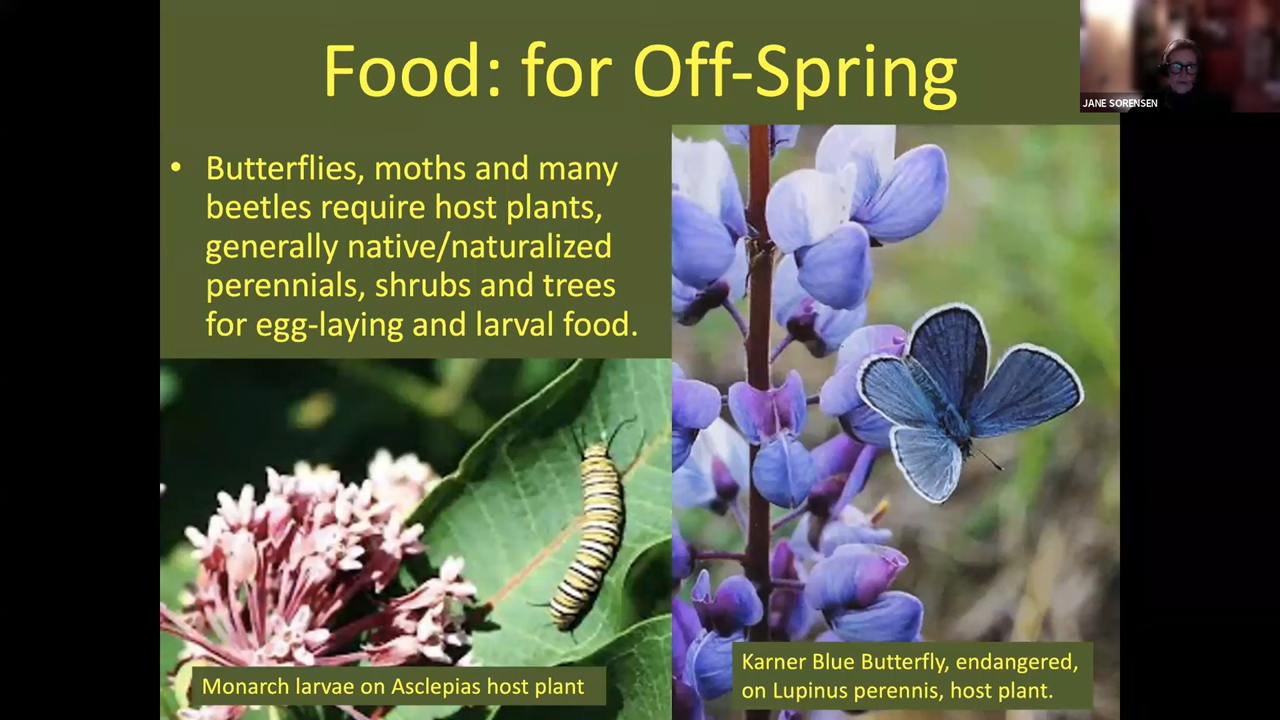 Food: for Off-Spring
JANE SORENSEN
• Butterflies, moths and many
beetles require host plants,
generally native/naturalized
perennials, shrubs and trees
for egg-laying and larval food.
Monarch larvae on Asclepias host plant
Karner Blue Butterfly, endangered,
on Lupinus perennis, host plant.